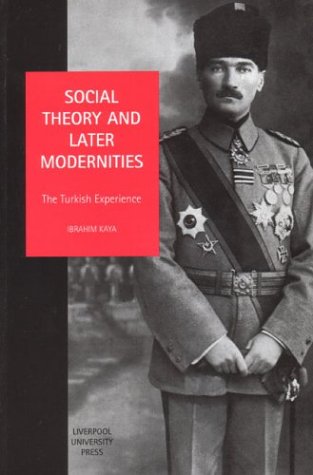 SOCIAL
THEORY AND
LATER
MODERNITIES
The Turkish Experience
IBRAHIM KAYA
LIVERPOOL
UNIVERSITY
PRESS